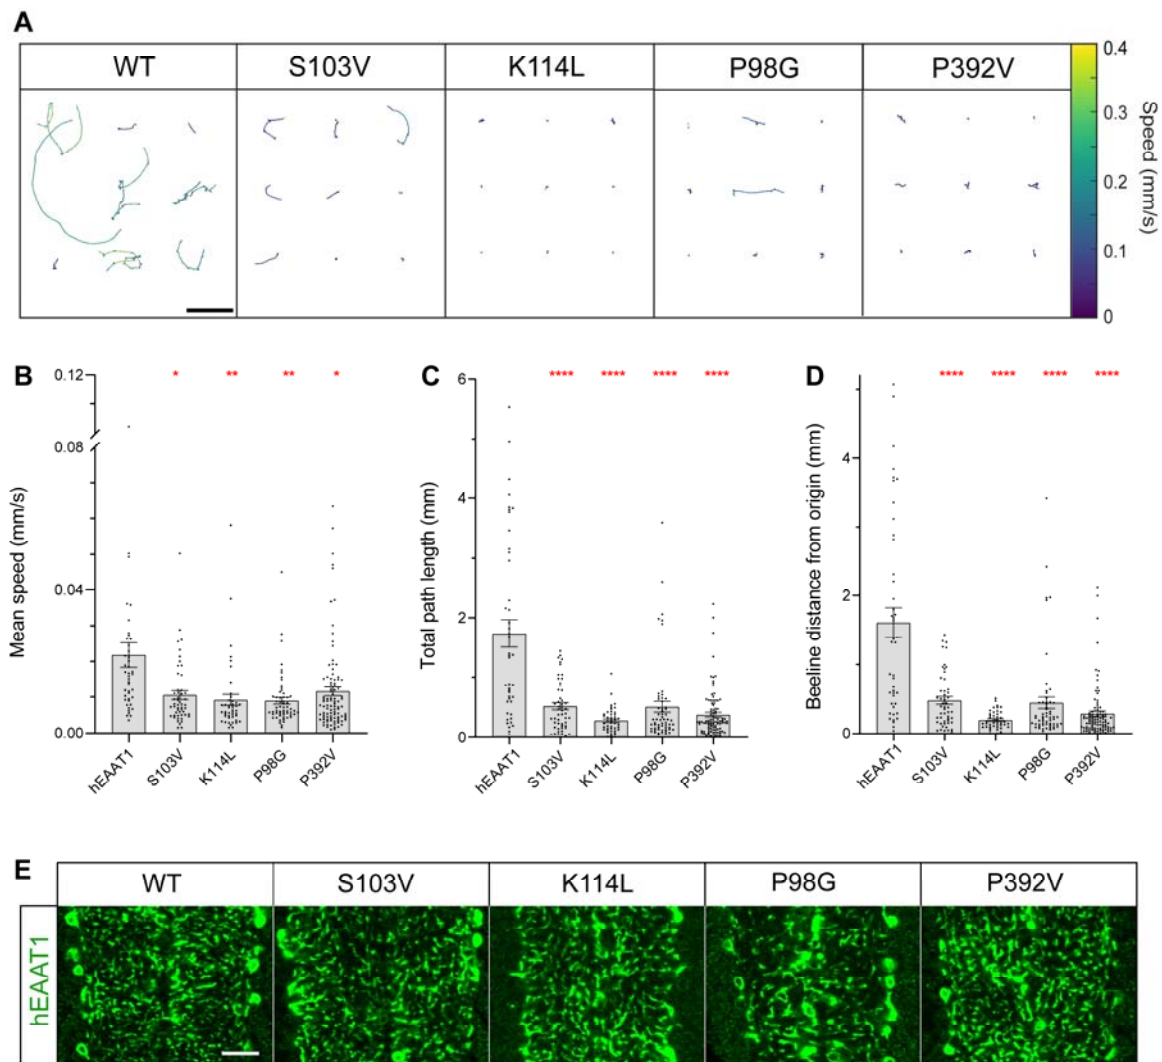 A
WT S103V K114L P98G P392V
0.4
0.3
0.2
0.1
0
Speed (mm/s)
B
0.12
0.08
0.04
0.00
Mean speed (mm/s)
* ** ** *
hEAAT1 S103V K114L P98G P392V
C
6
4
2
0
Total path length (mm)
**** **** **** ****
hEAAT1 S103V K114L P98G P392V
D
4
2
0
Beeline distance from origin (mm)
**** **** **** ****
hEAAT1 S103V K114L P98G P392V
E
WT S103V K114L P98G P392V
hEAAT1